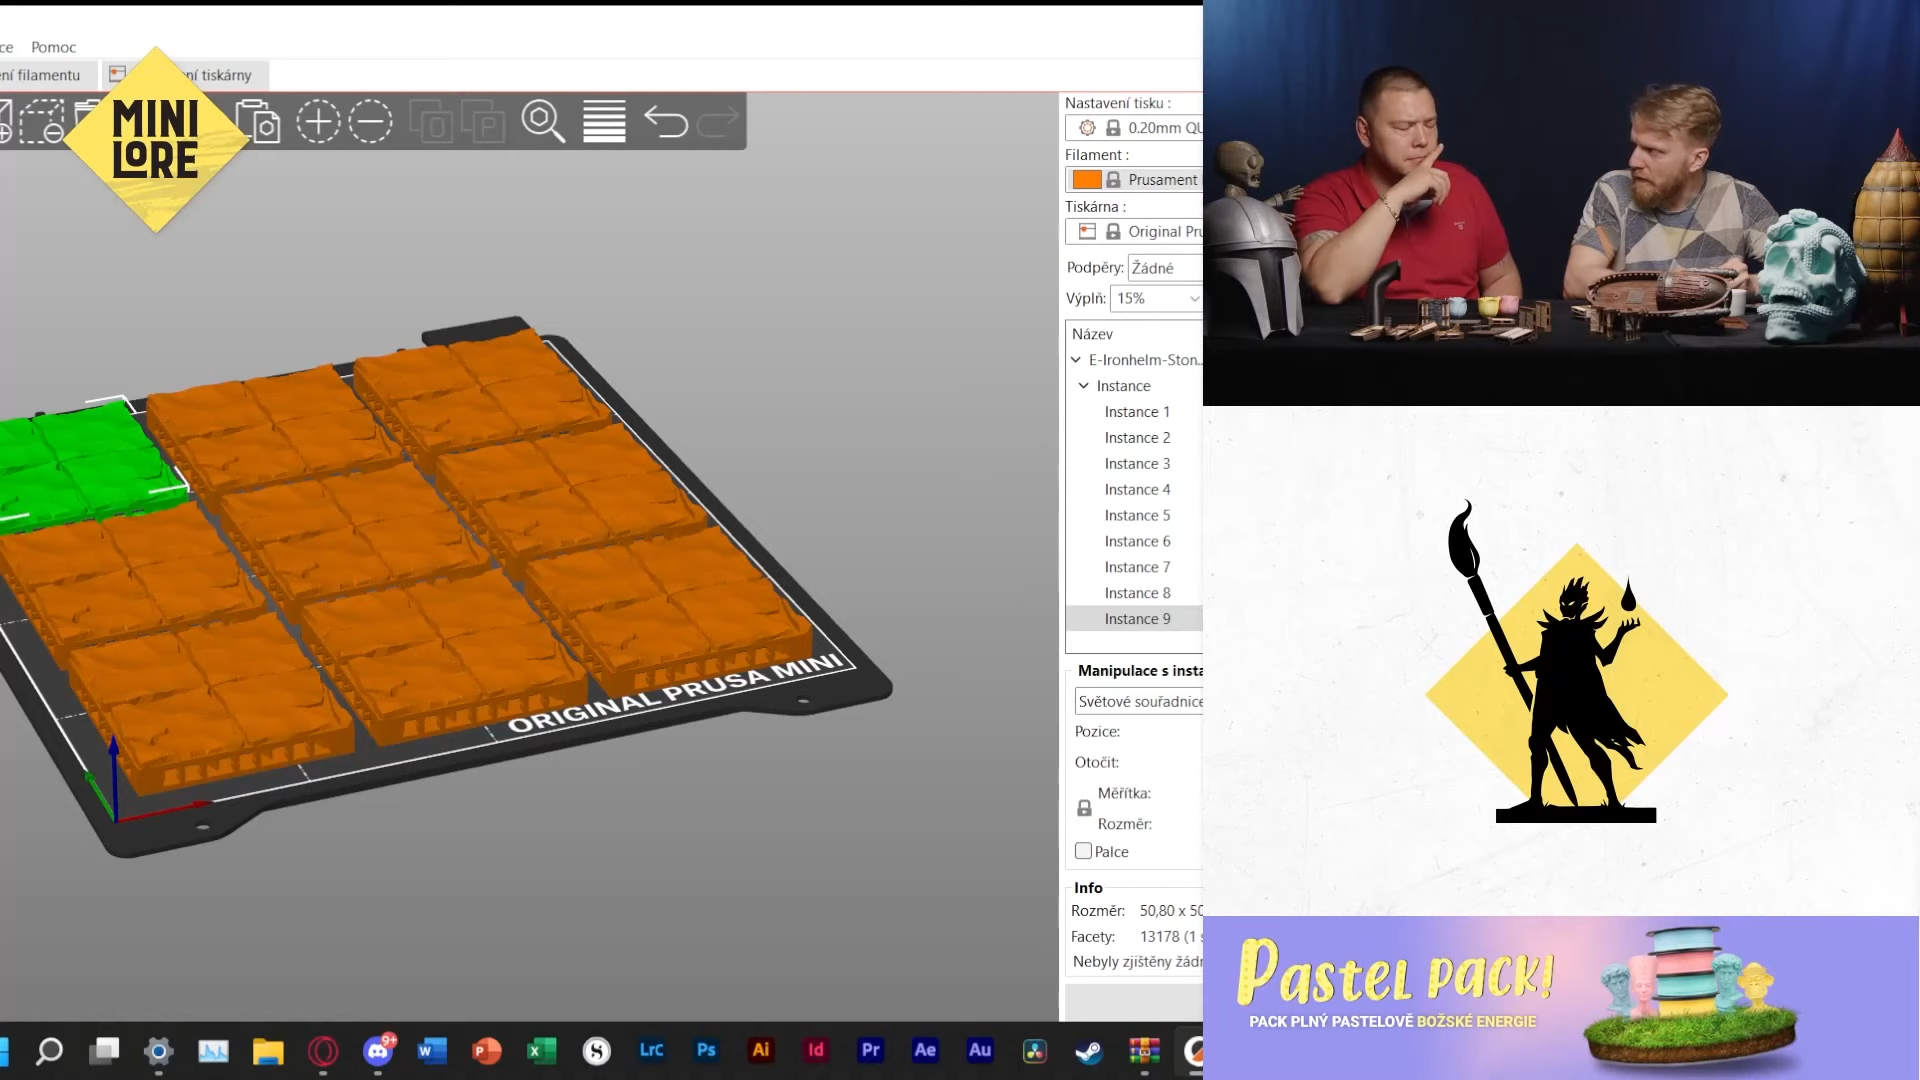 ce Pomoc
ní filamentu
ní tiskárny
MINI
LORE
Nastavení tisku :
0.20mm QU
Filament :
Prusament
Tiskárna :
Original Pru
Podpěry: Žádné
Výplň: 15%
Název
E-Ironhelm-Ston...
Instance
Instance 1
Instance 2
Instance 3
Instance 4
Instance 5
Instance 6
Instance 7
Instance 8
Instance 9
Manipulace s insta
Světové souřadnice
Pozice:
Otočit:
Měřítka:
Rozměr:
Palce
Info
Rozměr: 50,80 x 50
Facety: 13178 (1 s
Nebyly zjištěny žádn
ORIGINAL PRUSA MINI
Pastel pack!
PACK PLNÝ PASTELOVĚ BOŽSKÉ ENERGIE
9+
W
P
X
S
LrC
Ps
Ai
Id
Pr
Ae
Au